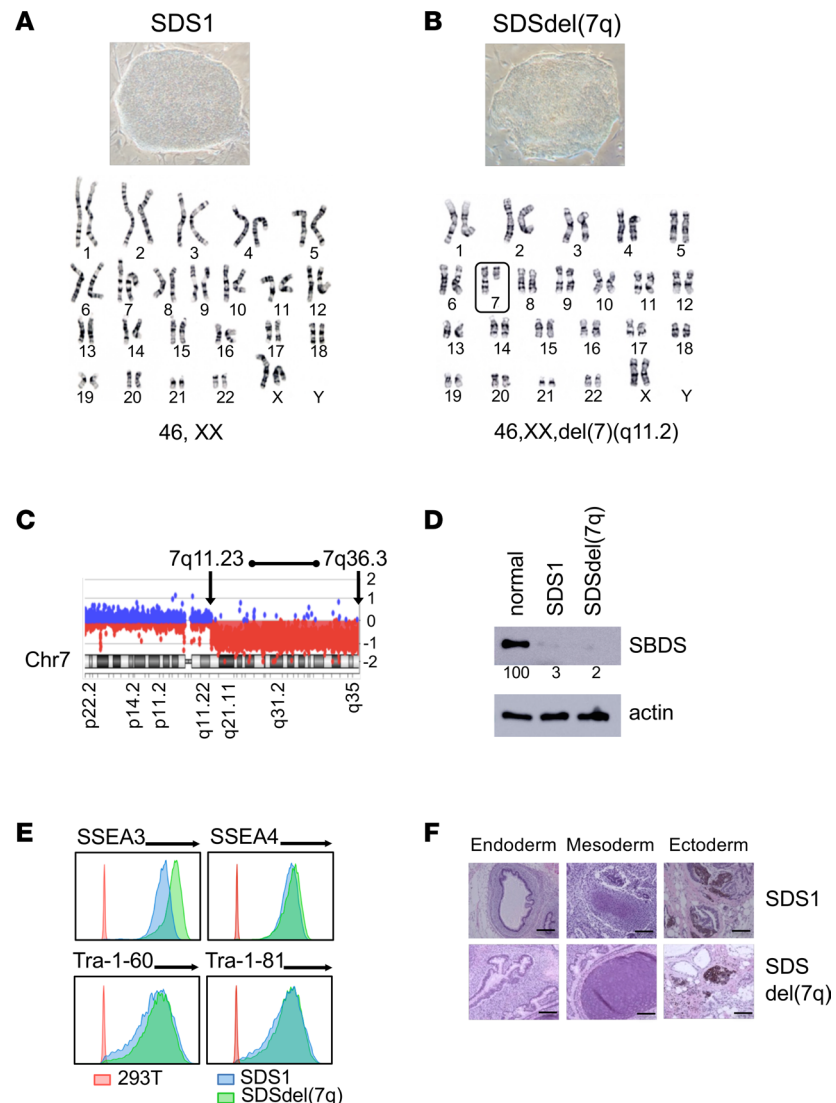 A
SDS1
1 2 3 4 5
6 7 8 9 10 11 12
13 14 15 16 17 18
19 20 21 22 X Y
46, XX
B
SDSdel(7q)
1 2 3 4 5
6 7 8 9 10 11 12
13 14 15 16 17 18
19 20 21 22 X Y
46,XX,del(7)(q11.2)
C
7q11.23 7q36.3
2
1
0
-1
-2
Chr7
p22.2 p14.2 p11.2 q11.22 q21.11 q31.2 q35
D
normal SDS1 SDSdel(7q)
SBDS
100 3 2
actin
E
SSEA3 SSEA4
Tra-1-60 Tra-1-81
293T SDS1
SDSdel(7q)
F
Endoderm Mesoderm Ectoderm
SDS1
SDS
del(7q)